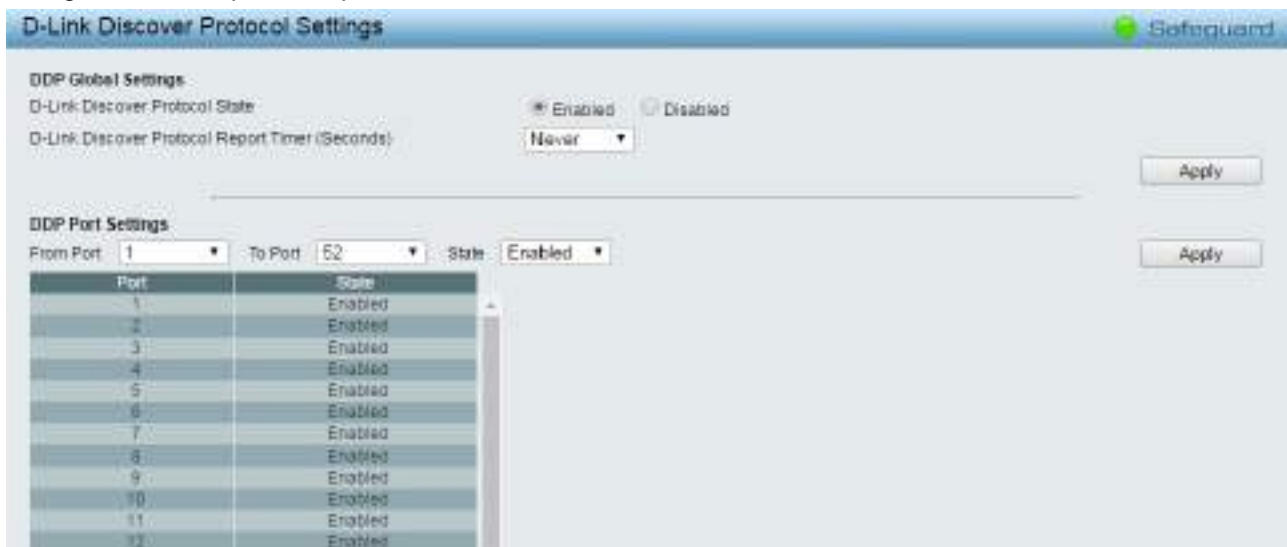 D-Link Discover Protocol Settings
Safeguard
DDP Global Settings
D-Link Discover Protocol State Enabled Disabled
D-Link Discover Protocol Report Timer (Seconds) Never
Apply
DDP Port Settings
From Port 1 To Port 52 State Enabled Apply
Port State
1 Enabled
2 Enabled
3 Enabled
4 Enabled
5 Enabled
6 Enabled
7 Enabled
8 Enabled
9 Enabled
10 Enabled
11 Enabled
12 Enabled